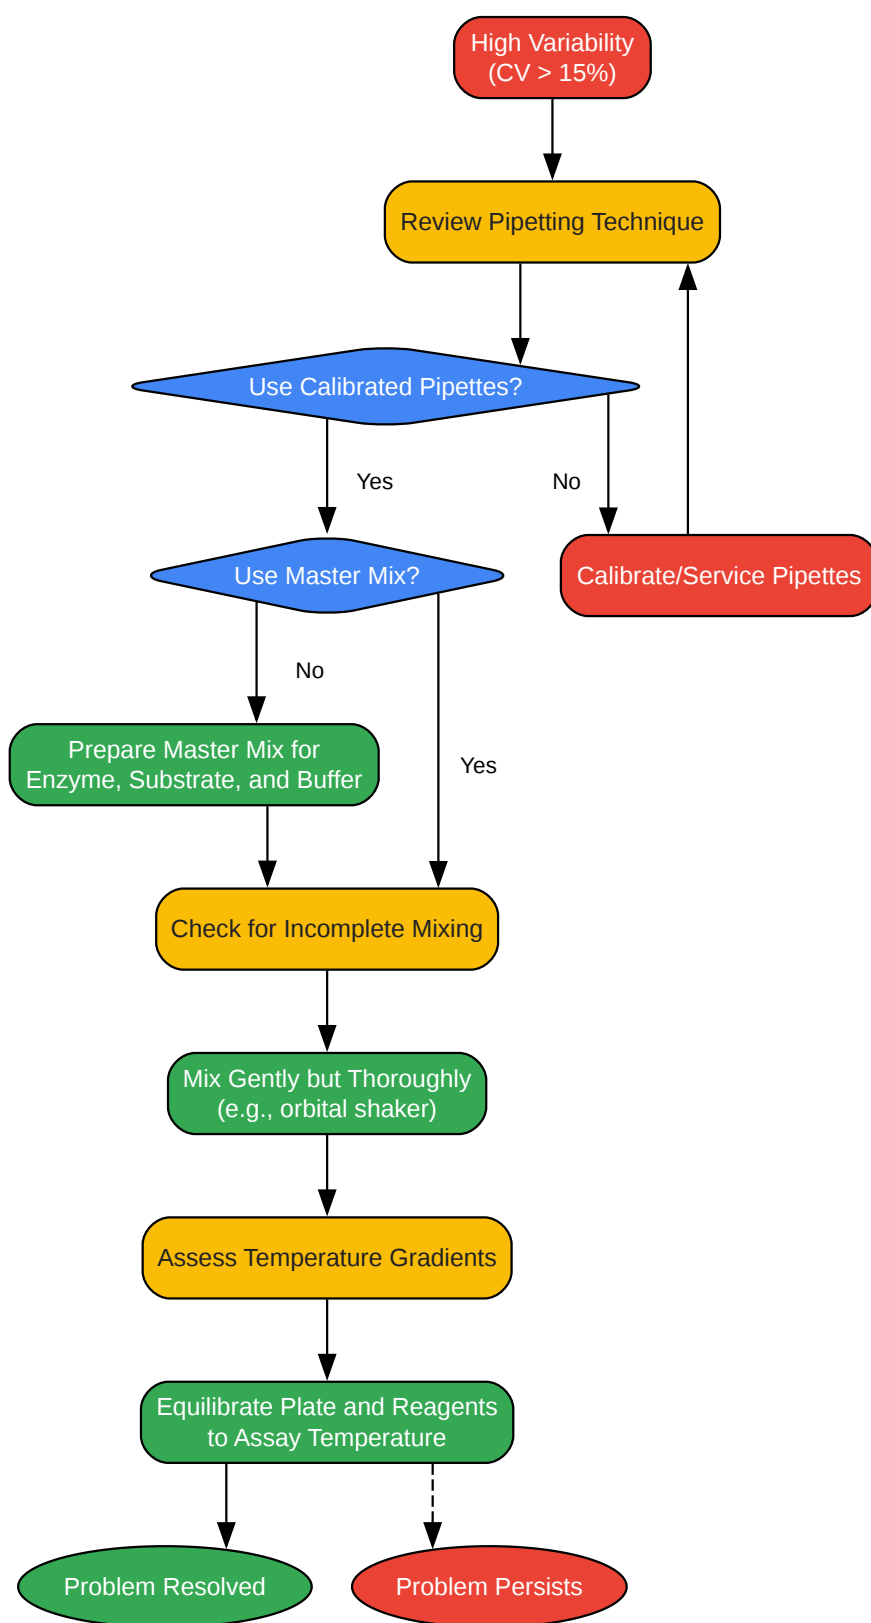 High Variability
(CV > 15%)
Review Pipetting Technique
Use Calibrated Pipettes?
Yes
No
Use Master Mix?
Calibrate/Service Pipettes
No
Prepare Master Mix for
Enzyme, Substrate, and Buffer
Yes
Check for Incomplete Mixing
Mix Gently but Thoroughly
(e.g., orbital shaker)
Assess Temperature Gradients
Equilibrate Plate and Reagents
to Assay Temperature
Problem Resolved
Problem Persists